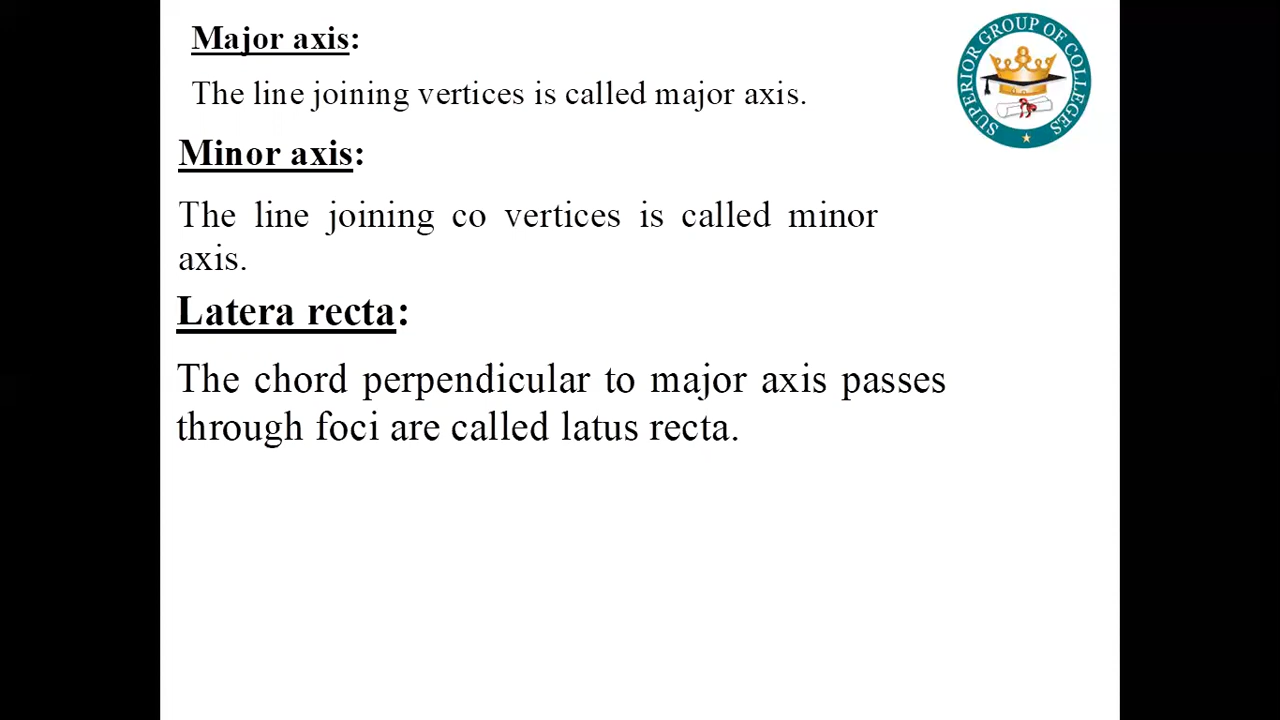 Major axis:
SUPERIOR GROUP OF COLLEGES
The line joining vertices is called major axis.
Minor axis:
The line joining co vertices is called minor
axis.
Latera recta:
The chord perpendicular to major axis passes
through foci are called latus recta.